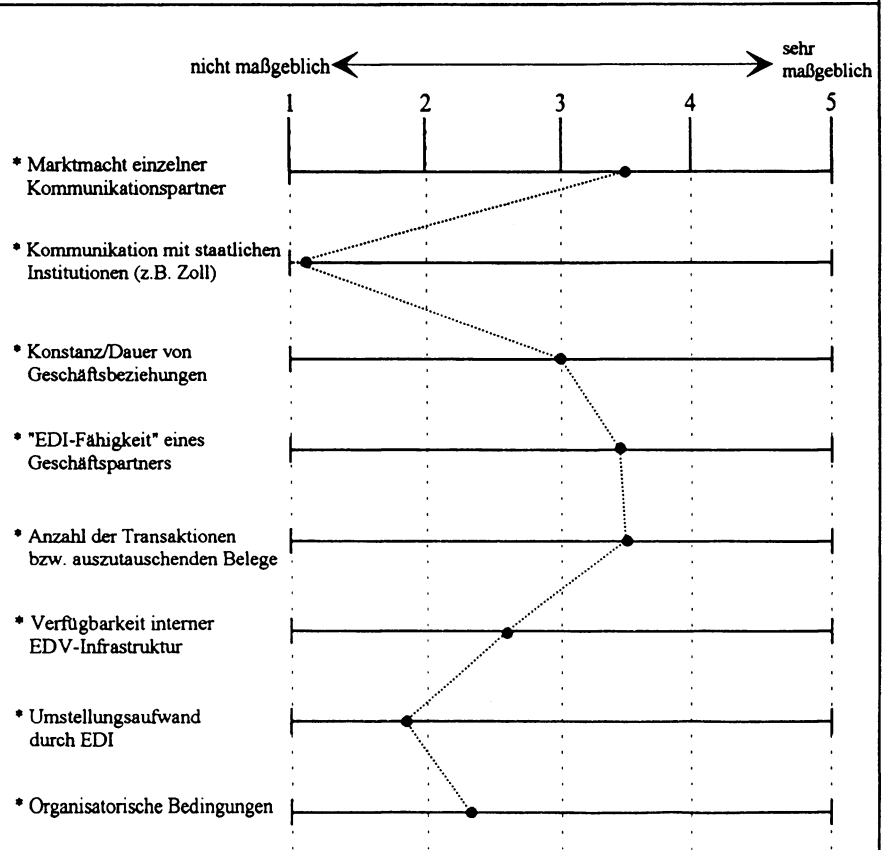 sehr
nicht maßgeblich
maßgeblich
1 2 3 4 5
* Marktmacht einzelner
Kommunikationspartner
* Kommunikation mit staatlichen
Institutionen (z.B. Zoll)
* Konstanz/Dauer von
Geschäftsbeziehungen
* "EDI-Fähigkeit" eines
Geschäftspartners
* Anzahl der Transaktionen
bzw. auszutauschenden Belege
* Verfügbarkeit interner
EDV-Infrastruktur
* Umstellungsaufwand
durch EDI
* Organisatorische Bedingungen